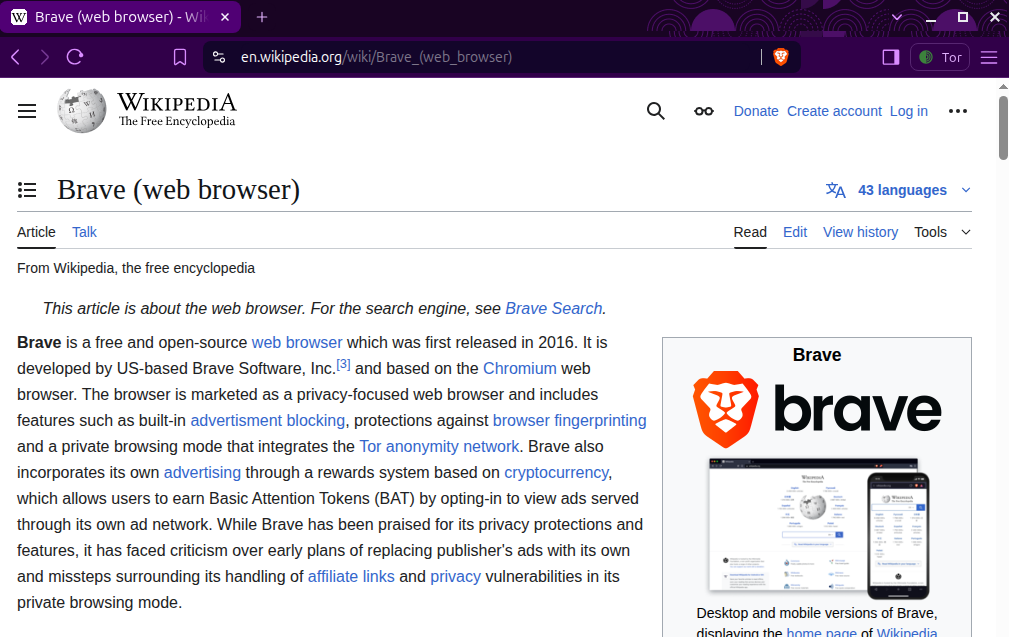 Brave (web browser) - Wi
en.wikipedia.org/wiki/Brave_(web_browser)
Tor
WIKIPEDIA
The Free Encyclopedia
Donate Create account Log in
Brave (web browser)
43 languages
Article Talk
Read Edit View history Tools
From Wikipedia, the free encyclopedia
This article is about the web browser. For the search engine, see Brave Search.
Brave is a free and open-source web browser which was first released in 2016. It is
developed by US-based Brave Software, Inc.[3] and based on the Chromium web
browser. The browser is marketed as a privacy-focused web browser and includes
features such as built-in advertisment blocking, protections against browser fingerprinting
and a private browsing mode that integrates the Tor anonymity network. Brave also
incorporates its own advertising through a rewards system based on cryptocurrency,
which allows users to earn Basic Attention Tokens (BAT) by opting-in to view ads served
through its own ad network. While Brave has been praised for its privacy protections and
features, it has faced criticism over early plans of replacing publisher's ads with its own
and missteps surrounding its handling of affiliate links and privacy vulnerabilities in its
private browsing mode.
Brave
brave
Desktop and mobile versions of Brave,
displaying the home page of Wikipedia